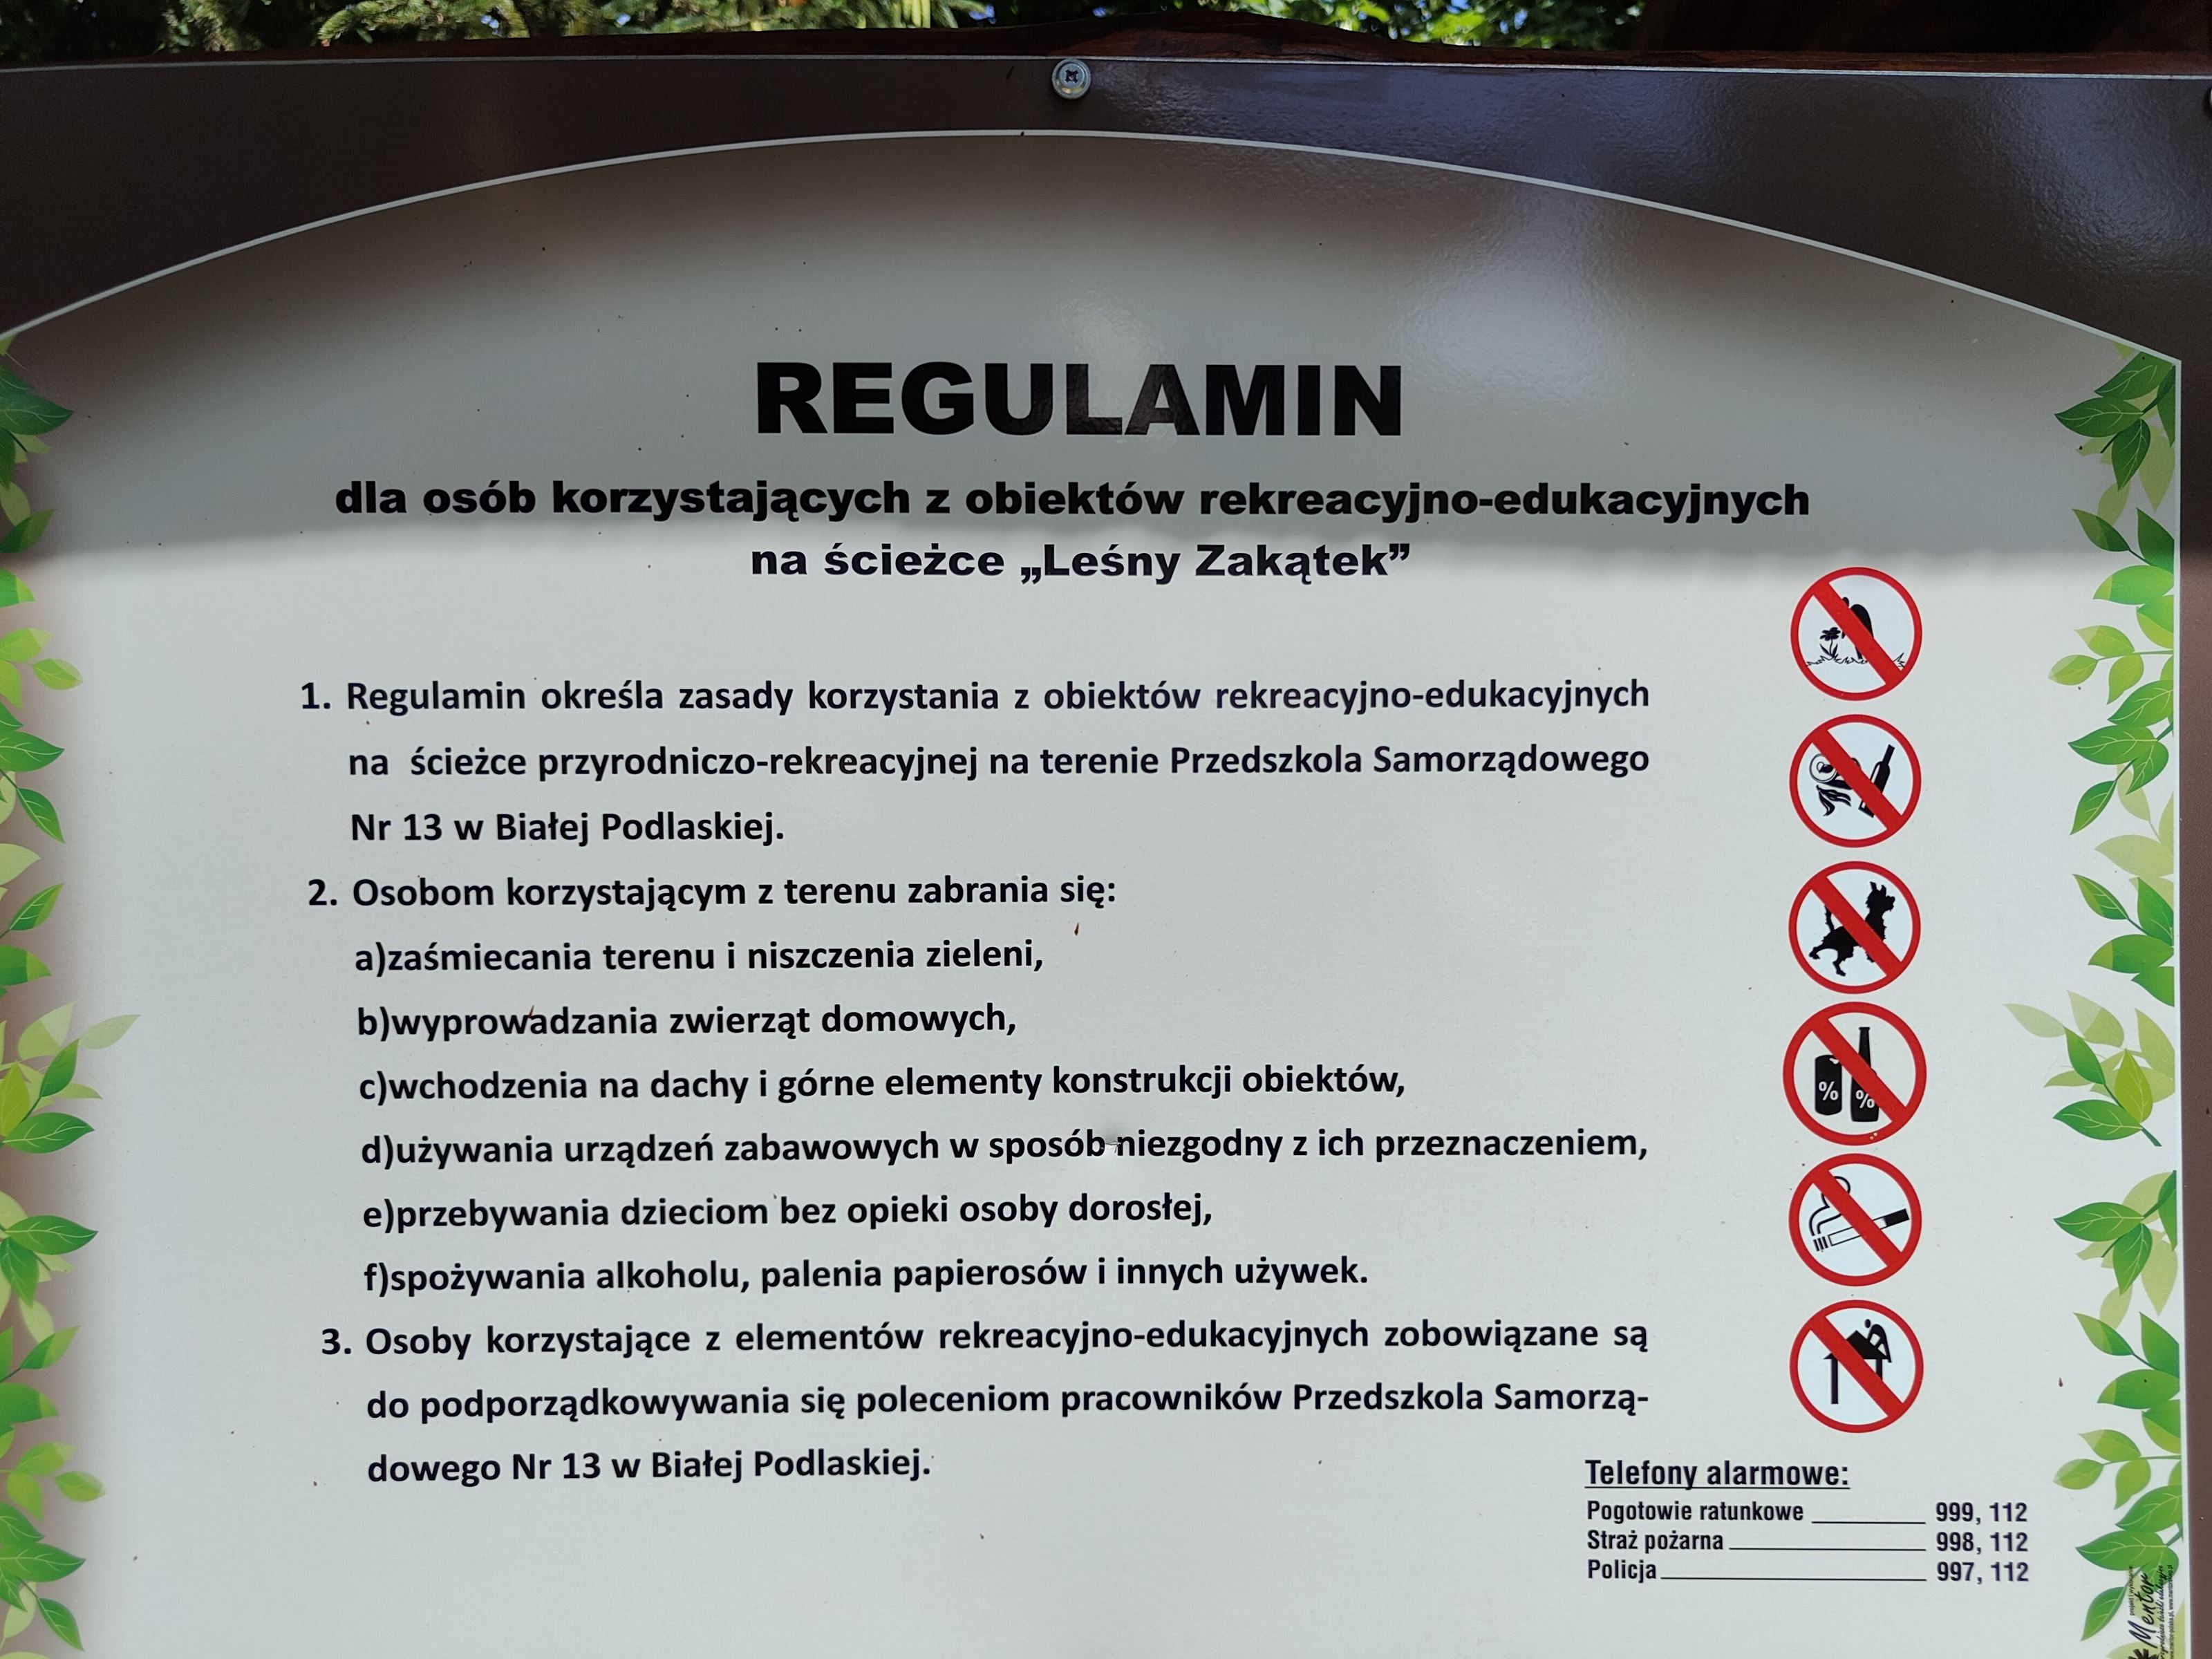 REGULAMIN
dla osób korzystających z obiektów rekreacyjno-edukacyjnych
na ścieżce „Leśny Zakątek”
1. Regulamin określa zasady korzystania z obiektów rekreacyjno-edukacyjnych
na ścieżce przyrodniczo-rekreacyjnej na terenie Przedszkola Samorządowego
Nr 13 w Białej Podlaskiej.
2. Osobom korzystającym z terenu zabrania się:
a)zaśmiecania terenu i niszczenia zieleni,
b)wyprowadzania zwierząt domowych,
c)wchodzenia na dachy i górne elementy konstrukcji obiektów,
d)używania urządzeń zabawowych w sposób niezgodny z ich przeznaczeniem,
e)przebywania dzieciom bez opieki osoby dorosłej,
f)spożywania alkoholu, palenia papierosów i innych używek.
3. Osoby korzystające z elementów rekreacyjno-edukacyjnych zobowiązane są
do podporządkowywania się poleceniom pracowników Przedszkola Samorzą-
dowego Nr 13 w Białej Podlaskiej.
% %
Telefony alarmowe:
Pogotowie ratunkowe 999, 112
Straż pożarna 998, 112
Policja 997, 112
Mentor